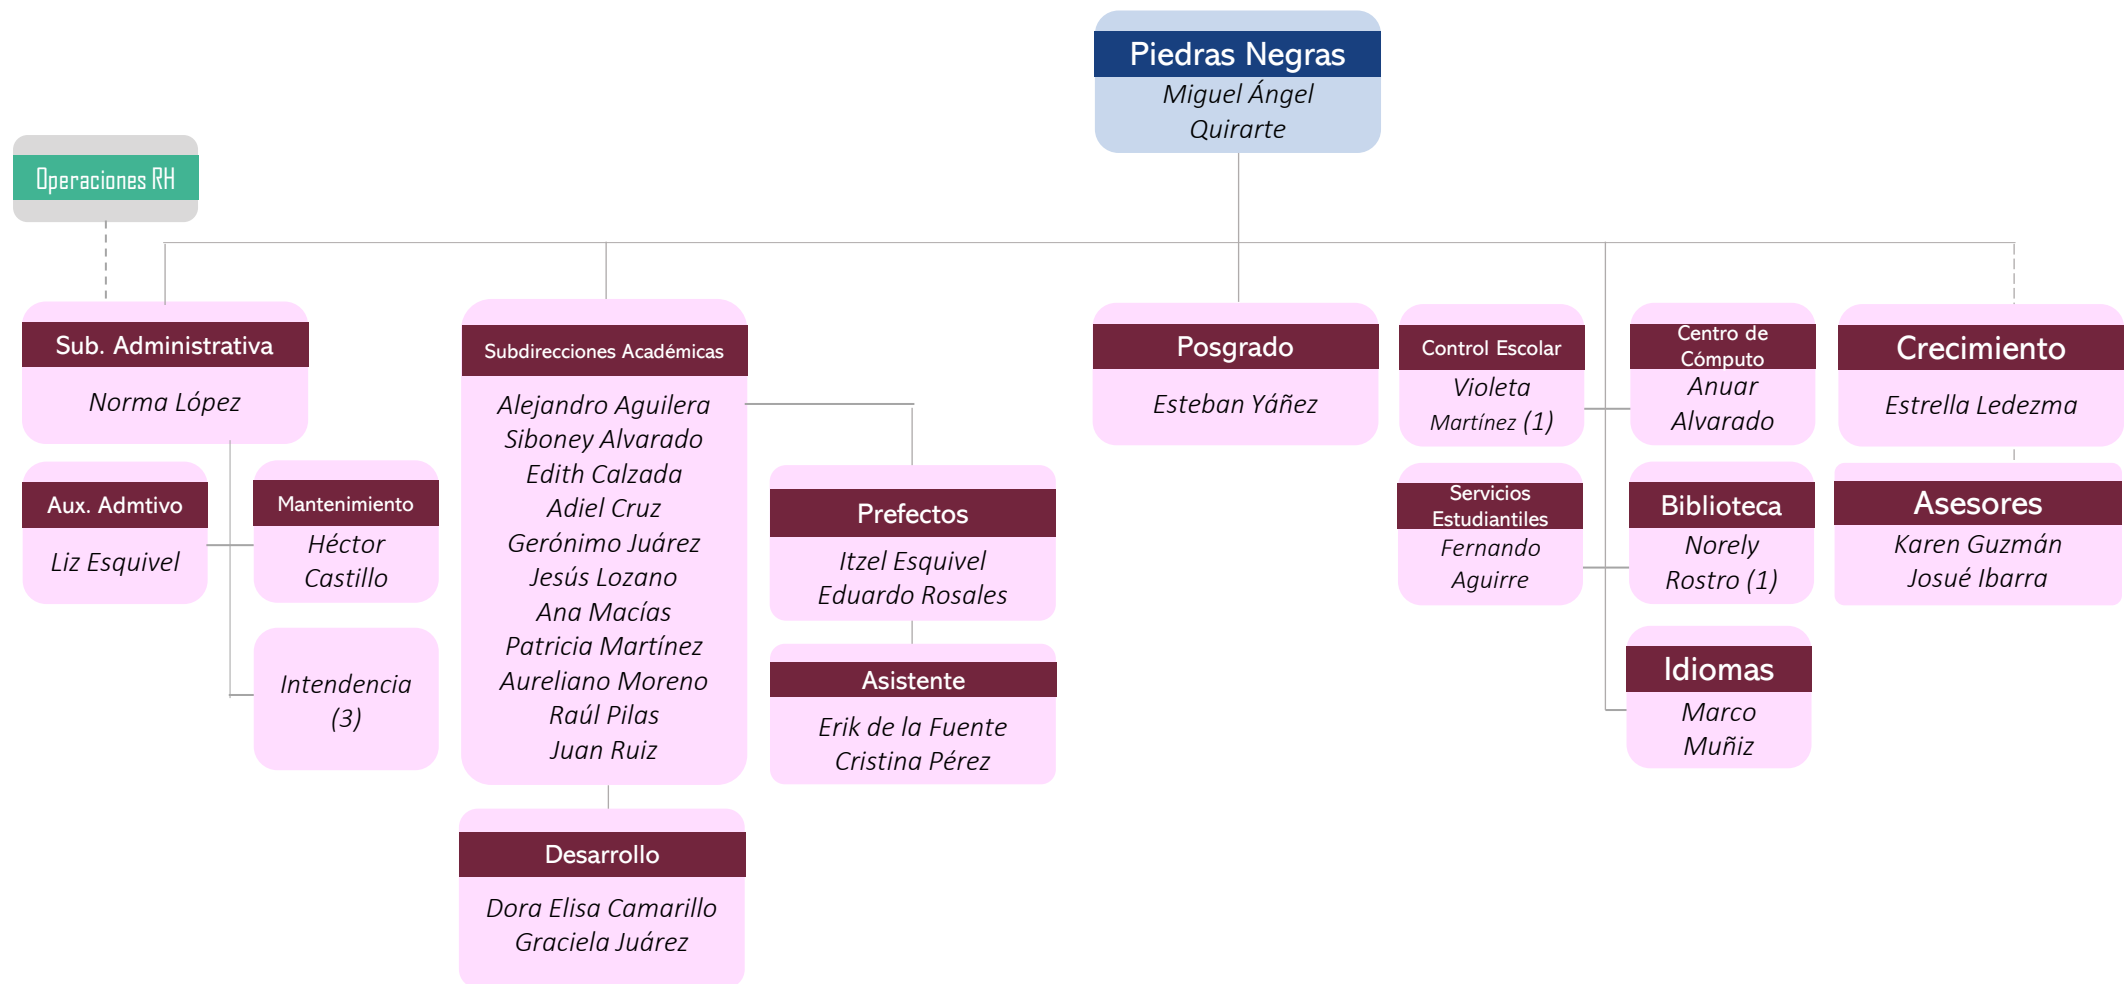 Piedras Negras
Miguel Ángel
Quirarte
Operaciones RH
Sub. Administrativa
Norma López
Aux. Admtivo
Liz Esquivel
Mantenimiento
Héctor
Castillo
Intendencia
(3)
Subdirecciones Académicas
Alejandro Aguilera
Siboney Alvarado
Edith Calzada
Adiel Cruz
Gerónimo Juárez
Jesús Lozano
Ana Macías
Patricia Martínez
Aureliano Moreno
Raúl Pilas
Juan Ruiz
Prefectos
Itzel Esquivel
Eduardo Rosales
Asistente
Erik de la Fuente
Cristina Pérez
Desarrollo
Dora Elisa Camarillo
Graciela Juárez
Posgrado
Esteban Yáñez
Control Escolar
Violeta
Martínez (1)
Centro de
Cómputo
Anuar
Alvarado
Servicios
Estudiantiles
Fernando
Aguirre
Biblioteca
Norely
Rostro (1)
Idiomas
Marco
Muñiz
Crecimiento
Estrella Ledezma
Asesores
Karen Guzmán
Josué Ibarra